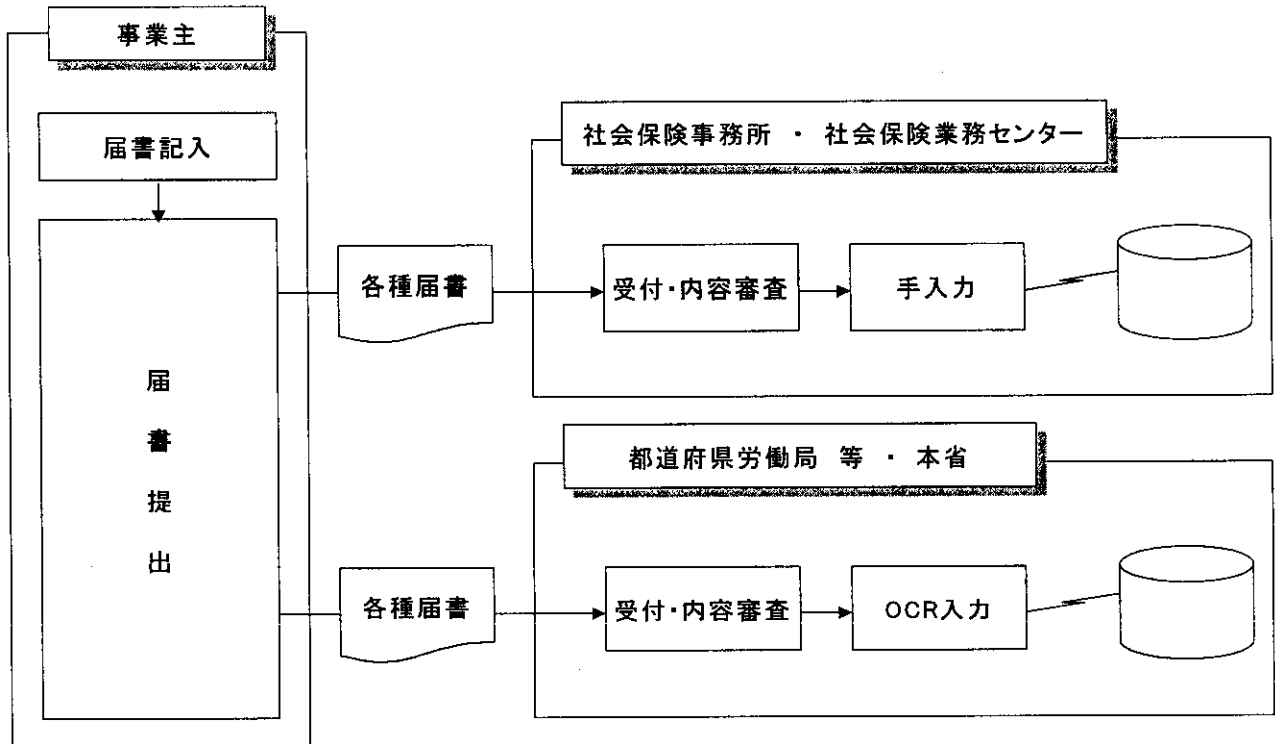 事業主
届書記入
届書提出
各種届書
社会保険事務所 ・ 社会保険業務センター
受付・内容審査
手入力
各種届書
都道府県労働局 等 ・ 本省
受付・内容審査
OCR入力